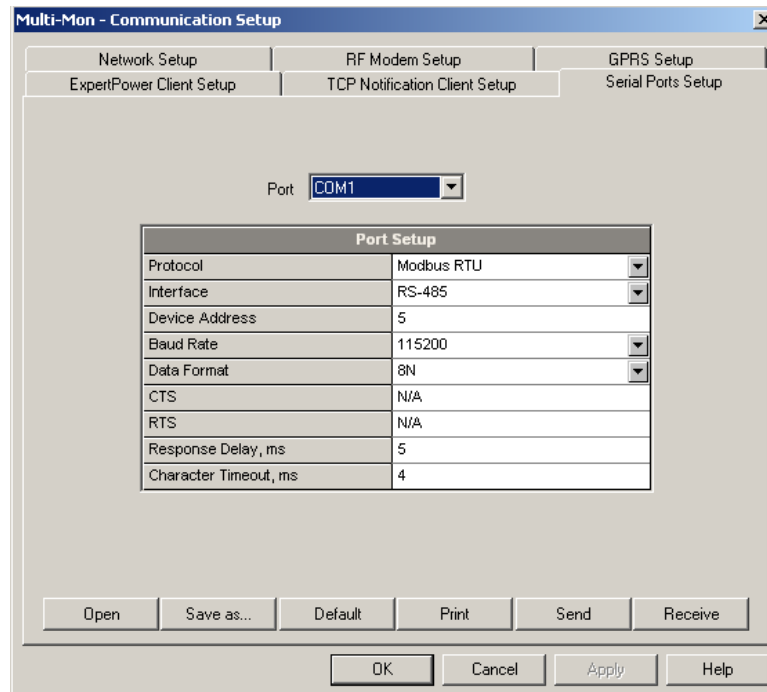 Multi-Mon - Communication Setup
Network Setup RF Modem Setup GPRS Setup
ExpertPower Client Setup TCP Notification Client Setup Serial Ports Setup
Port COM1
Port Setup
Protocol Modbus RTU
Interface RS-485
Device Address 5
Baud Rate 115200
Data Format 8N
CTS N/A
RTS N/A
Response Delay, ms 5
Character Timeout, ms 4
Open Save as... Default Print Send Receive
OK Cancel Apply Help